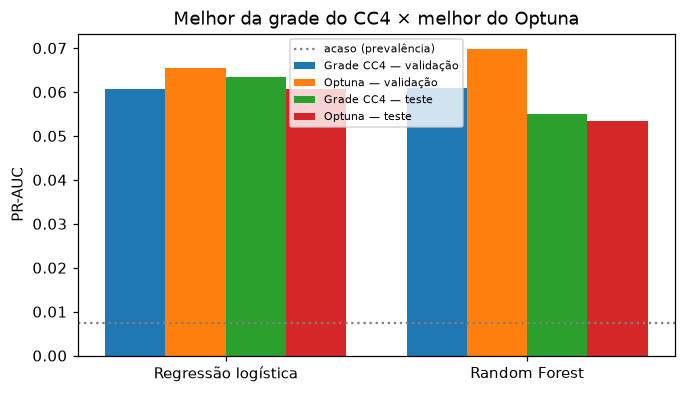 Melhor da grade do CC4 × melhor do Optuna
PR-AUC
0.07
0.06
0.05
0.04
0.03
0.02
0.01
0.00
acaso (prevalência)
Grade CC4 — validação
Optuna — validação
Grade CC4 — teste
Optuna — teste
Regressão logística
Random Forest